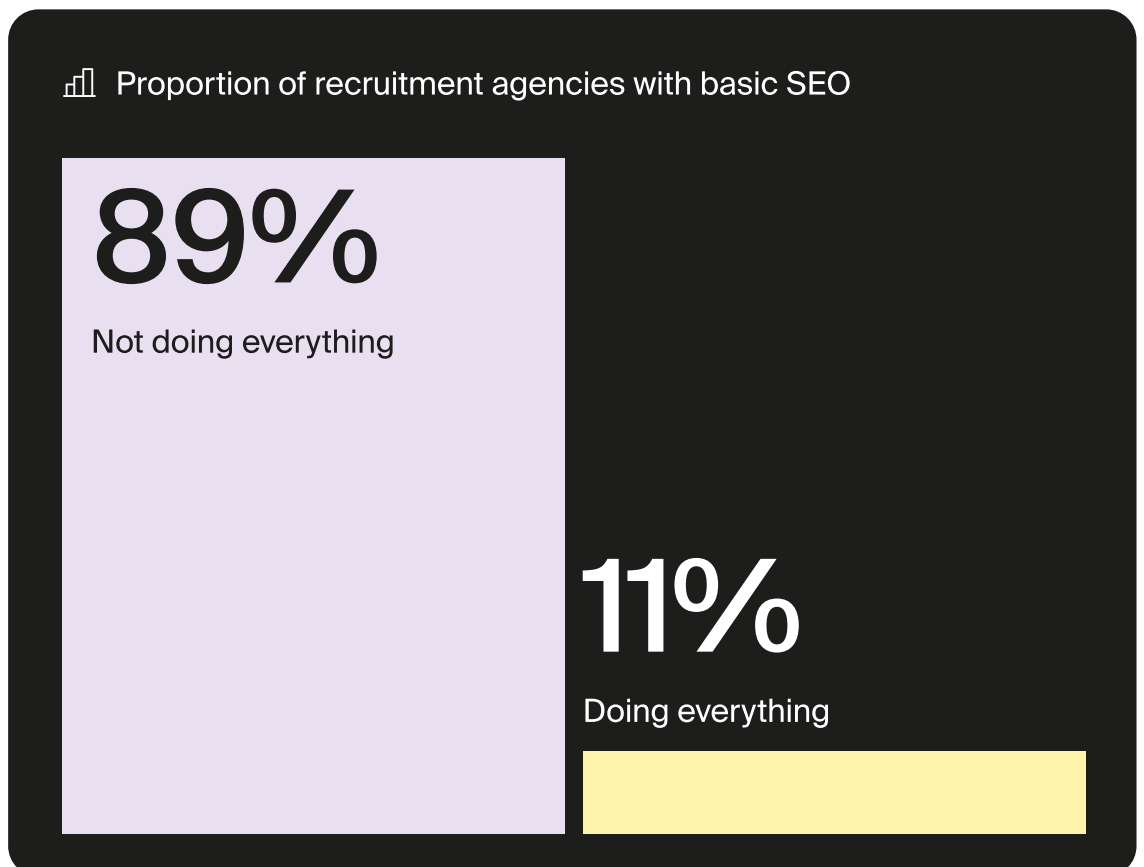 Proportion of recruitment agencies with basic SEO
89%
Not doing everything
11%
Doing everything